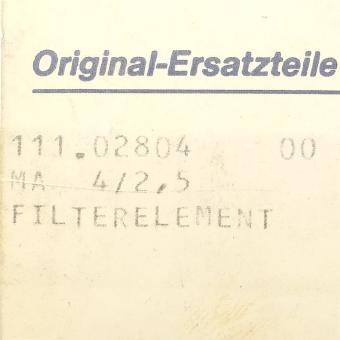 Original-Ersatzteile
111.02804 00
MA 4/2,5
FILTERELEMENT